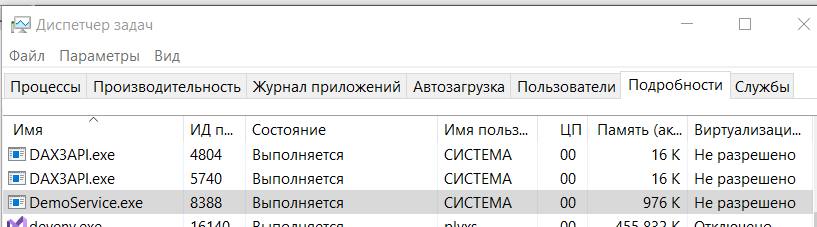 Диспетчер задач
Файл Параметры Вид
Процессы Производительность Журнал приложений Автозагрузка Пользователи Подробности Службы
Имя ИД п... Состояние Имя польз... ЦП Память (ак... Виртуализаци...
DAX3API.exe 4804 Выполняется СИСТЕМА 00 16 K Не разрешено
DAX3API.exe 5740 Выполняется СИСТЕМА 00 16 K Не разрешено
DemoService.exe 8388 Выполняется СИСТЕМА 00 976 K Не разрешено
devenv.exe 16140 Выполняется plyxs 00 455 832 K Отключено